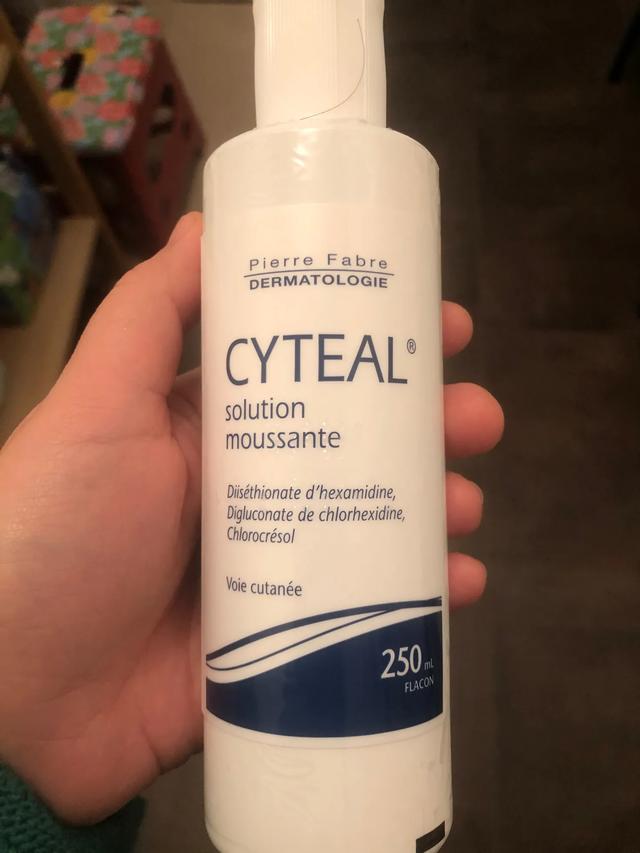 Pierre Fabre
DERMATOLOGIE
CYTEAL®
solution
moussante
Diiséthionate d'hexamidine,
Digluconate de chlorhexidine,
Chlorocrésol
Voie cutanée
250 mL
FLACON